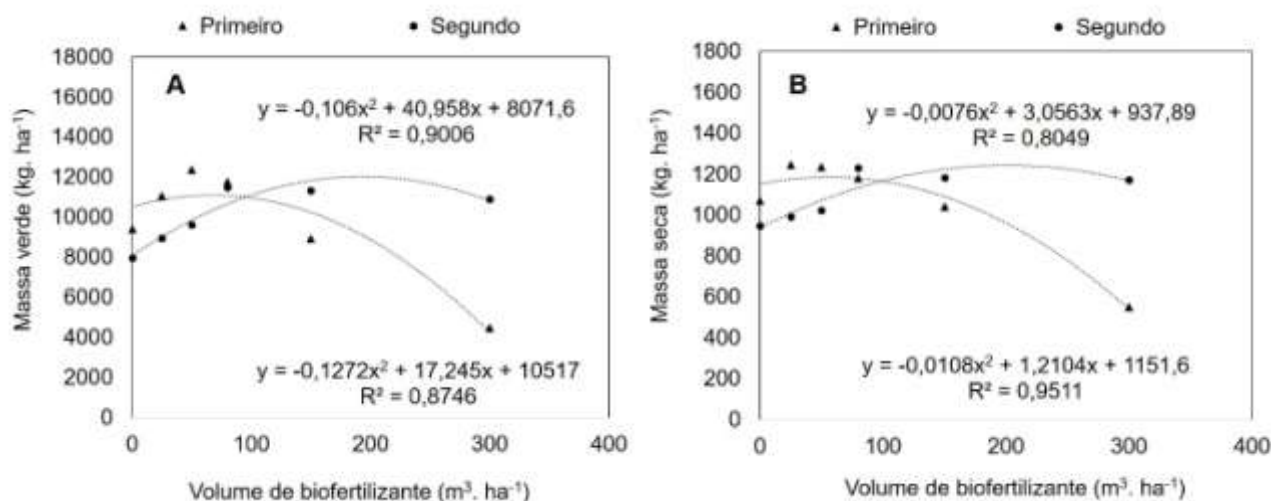 ▲ Primeiro ● Segundo
A
Massa verde (kg. ha⁻¹)
18000
16000
14000
12000
10000
8000
6000
4000
2000
0
y = -0,106x² + 40,958x + 8071,6
R² = 0,9006
y = -0,1272x² + 17,245x + 10517
R² = 0,8746
0 100 200 300 400
Volume de biofertilizante (m³. ha⁻¹)
▲ Primeiro ● Segundo
B
Massa seca (kg. ha⁻¹)
1800
1600
1400
1200
1000
800
600
400
200
0
y = -0,0076x² + 3,0563x + 937,89
R² = 0,8049
y = -0,0108x² + 1,2104x + 1151,6
R² = 0,9511
0 100 200 300 400
Volume de biofertilizante (m³. ha⁻¹)